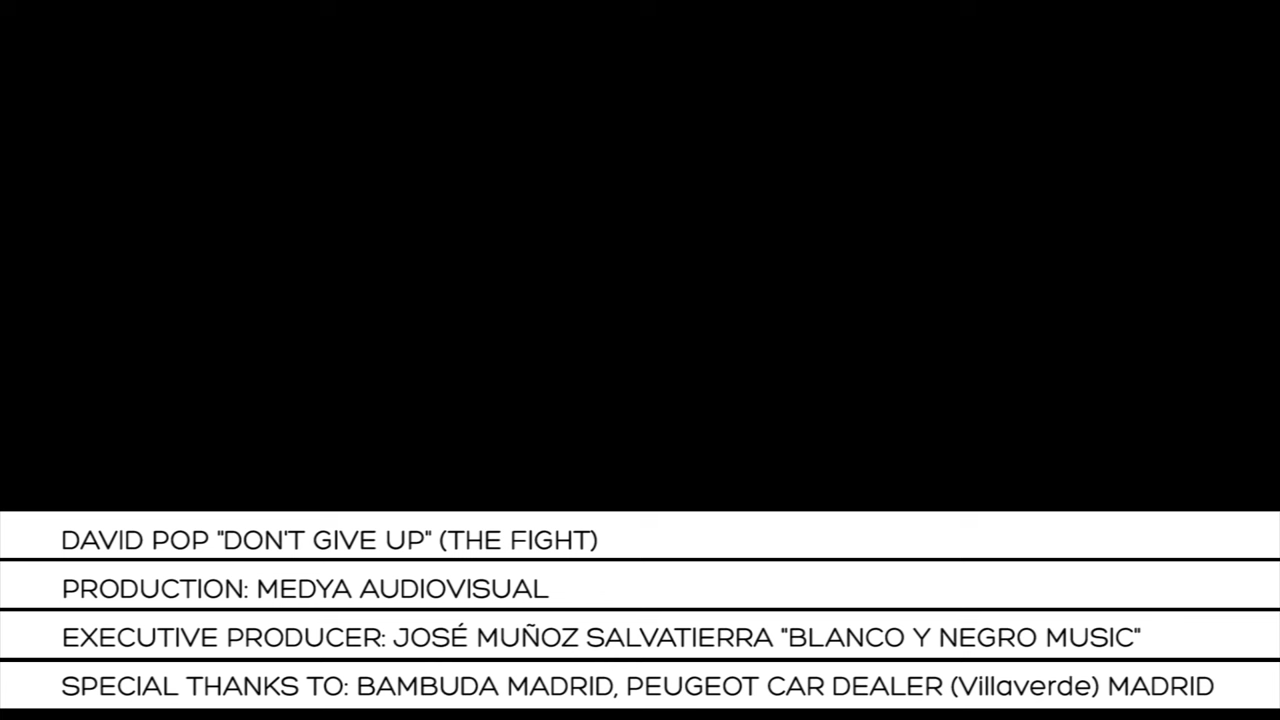 DAVID POP "DON'T GIVE UP" (THE FIGHT)
PRODUCTION: MEDYA AUDIOVISUAL
EXECUTIVE PRODUCER: JOSÉ MUÑOZ SALVATIERRA "BLANCO Y NEGRO MUSIC"
SPECIAL THANKS TO: BAMBUDA MADRID, PEUGEOT CAR DEALER (Villaverde) MADRID